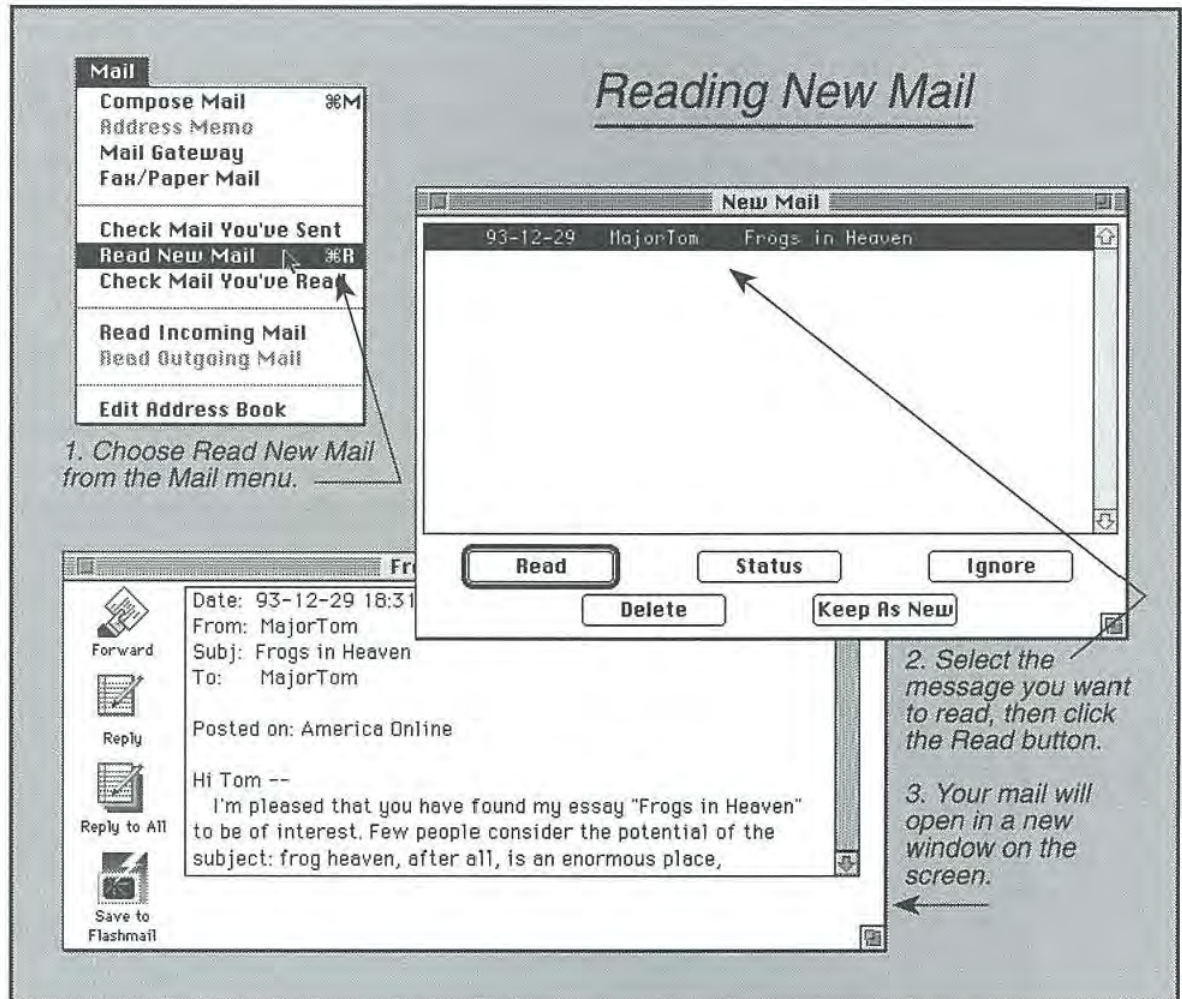 Mail
Compose Mail ⌘M
Address Memo
Mail Gateway
Fax/Paper Mail
Check Mail You've Sent
Read New Mail ⌘R
Check Mail You've Read
Read Incoming Mail
Read Outgoing Mail
Edit Address Book
1. Choose Read New Mail
from the Mail menu.
Reading New Mail
New Mail
93-12-29 MajorTom Frogs in Heaven
Read Status Ignore
Delete Keep As New
2. Select the
message you want
to read, then click
the Read button.
3. Your mail will
open in a new
window on the
screen.
Fr
Forward
Reply
Reply to All
Save to
Flashmail
Date: 93-12-29 18:31
From: MajorTom
Subj: Frogs in Heaven
To: MajorTom
Posted on: America Online
Hi Tom --
I'm pleased that you have found my essay "Frogs in Heaven"
to be of interest. Few people consider the potential of the
subject: frog heaven, after all, is an enormous place,